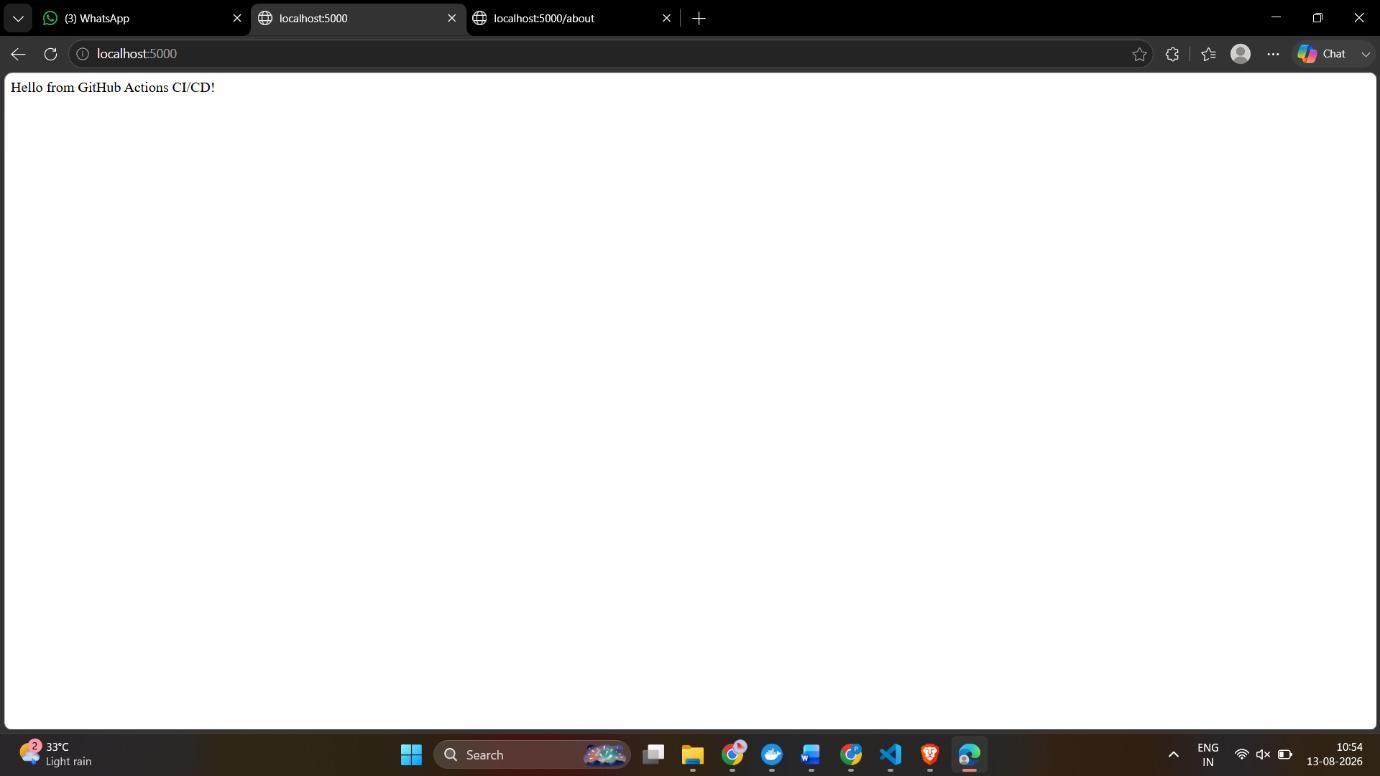 (3) WhatsApp
localhost:5000
localhost:5000/about
localhost:5000
Chat
Hello from GitHub Actions CI/CD!
2
33°C
Light rain
Search
ENG
IN
10:54
13-08-2026